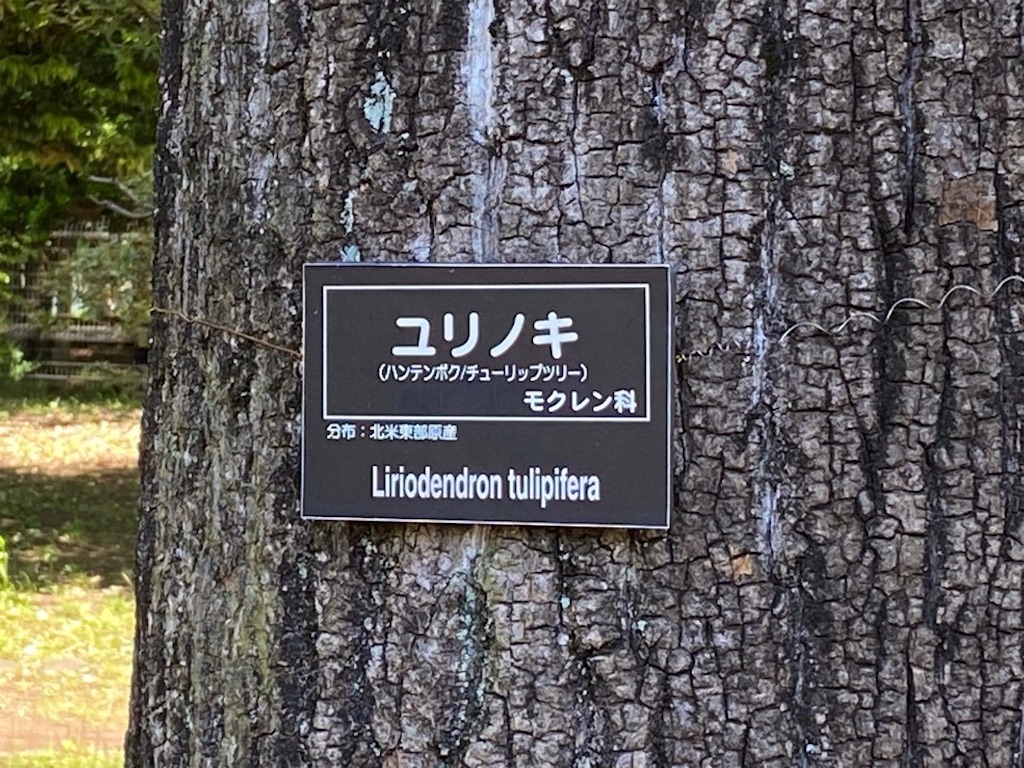 ユリノキ
（ハンテンボク/チューリップツリー）
モクレン科
分布：北米東部原産
Liriodendron tulipifera